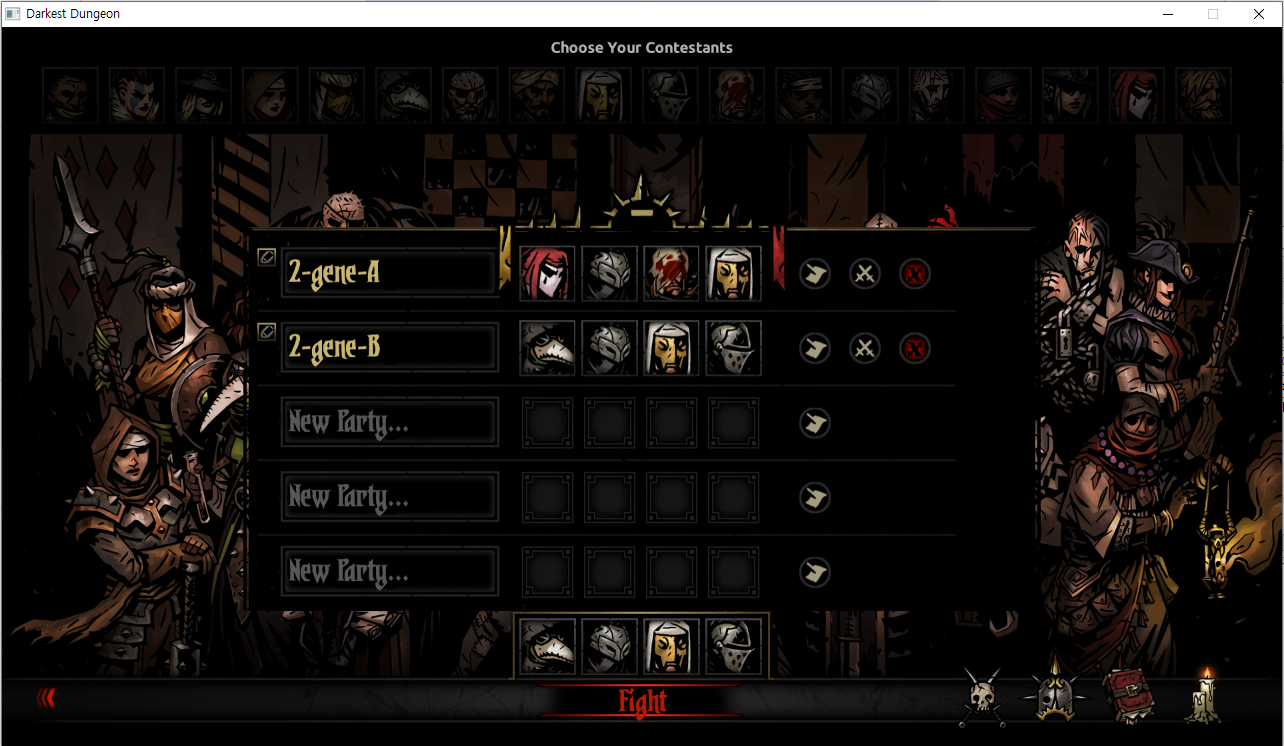 Darkest Dungeon
Choose Your Contestants
2-gene-A
2-gene-B
New Party...
New Party...
New Party...
Fight